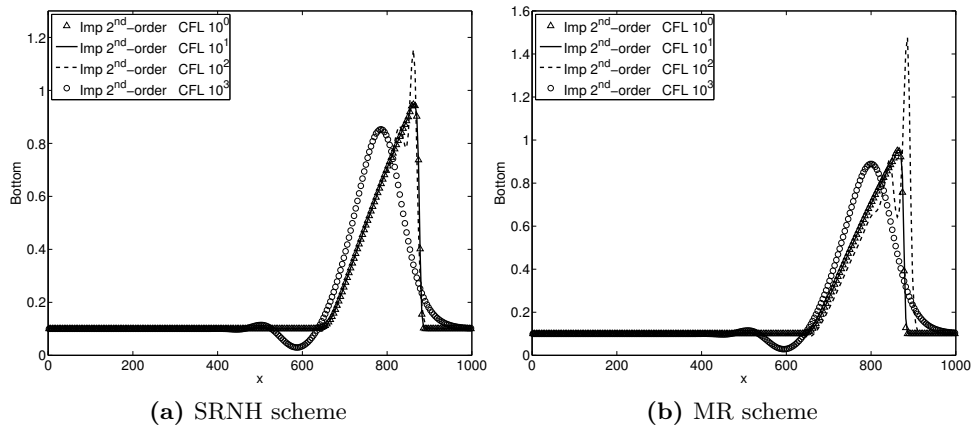 Imp 2nd-order CFL 10^0
Imp 2nd-order CFL 10^1
Imp 2nd-order CFL 10^2
Imp 2nd-order CFL 10^3
1.2
1
0.8
0.6
0.4
0.2
0
Bottom
0 200 400 600 800 1000
x
(a) SRNH scheme
Imp 2nd-order CFL 10^0
Imp 2nd-order CFL 10^1
Imp 2nd-order CFL 10^2
Imp 2nd-order CFL 10^3
1.6
1.4
1.2
1
0.8
0.6
0.4
0.2
0
Bottom
0 200 400 600 800 1000
x
(b) MR scheme